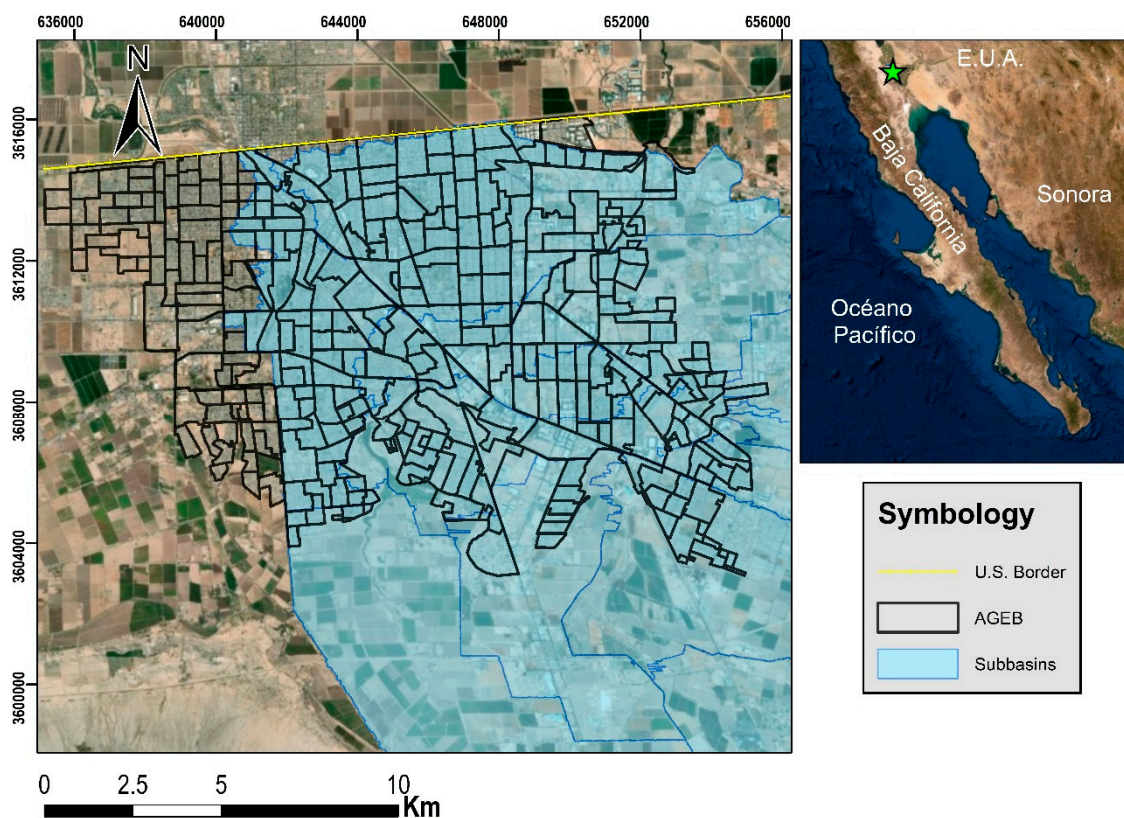 636000 640000 644000 648000 652000 656000
N
3616000
3612000
3608000
3604000
3600000
0 2.5 5 10
Km
E.U.A.
Baja California
Sonora
Océano
Pacífico
Symbology
U.S. Border
AGEB
Subbasins